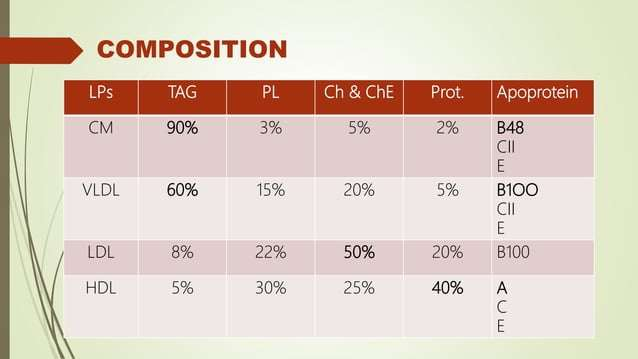 COMPOSITION
LPs TAG PL Ch & ChE Prot. Apoprotein
CM 90% 3% 5% 2% B48
CII
E
VLDL 60% 15% 20% 5% B1OO
CII
E
LDL 8% 22% 50% 20% B100
HDL 5% 30% 25% 40% A
C
E